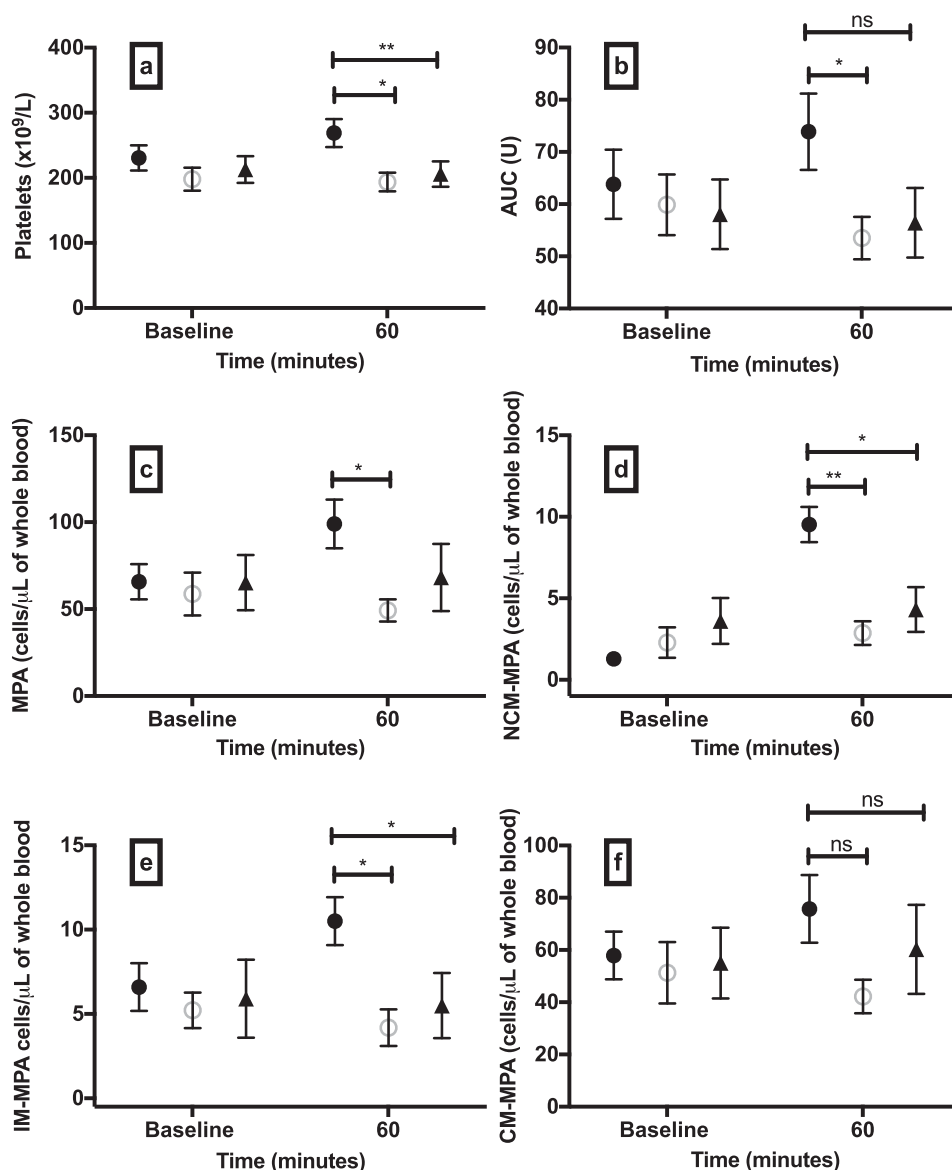 a
**
*
400
300
200
100
0
Platelets (x10⁹/L)
Baseline
60
Time (minutes)
b
ns
*
90
80
70
60
50
40
AUC (U)
Baseline
60
Time (minutes)
c
*
150
100
50
0
MPA (cells/μL of whole blood)
Baseline
60
Time (minutes)
d
*
**
15
10
5
0
NCM-MPA (cells/μL of whole blood)
Baseline
60
Time (minutes)
e
*
*
15
10
5
0
IM-MPA cells/μL of whole blood
Baseline
60
Time (minutes)
f
ns
ns
100
80
60
40
20
0
CM-MPA (cells/μL of whole blood)
Baseline
60
Time (minutes)